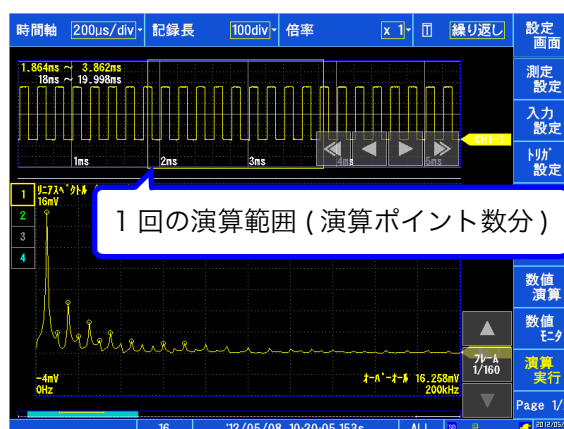 時間軸 200µs/div 記録長 100div 倍率 x 1 T 繰り返し 設定画面
1.864ms ～ 3.862ms
18ms ～ 19.998ms
1ms 2ms 3ms 4ms 5ms
CH1-1
測定設定
入力設定
ﾄﾘｶﾞ設定
1 ﾘﾆｱｽﾍﾟｸﾄﾙ
16mV
2
3
4
1 回の演算範囲 ( 演算ポイント数分 )
数値演算
数値ﾓﾆﾀ
ﾌﾚｰﾑ
1/160
演算実行
-4mV ｵｰﾊﾞｰｵｰﾙ 16.258mV
0Hz 200kHz
Page 1/
16 '12/05/08 10:20:05.153s ALL